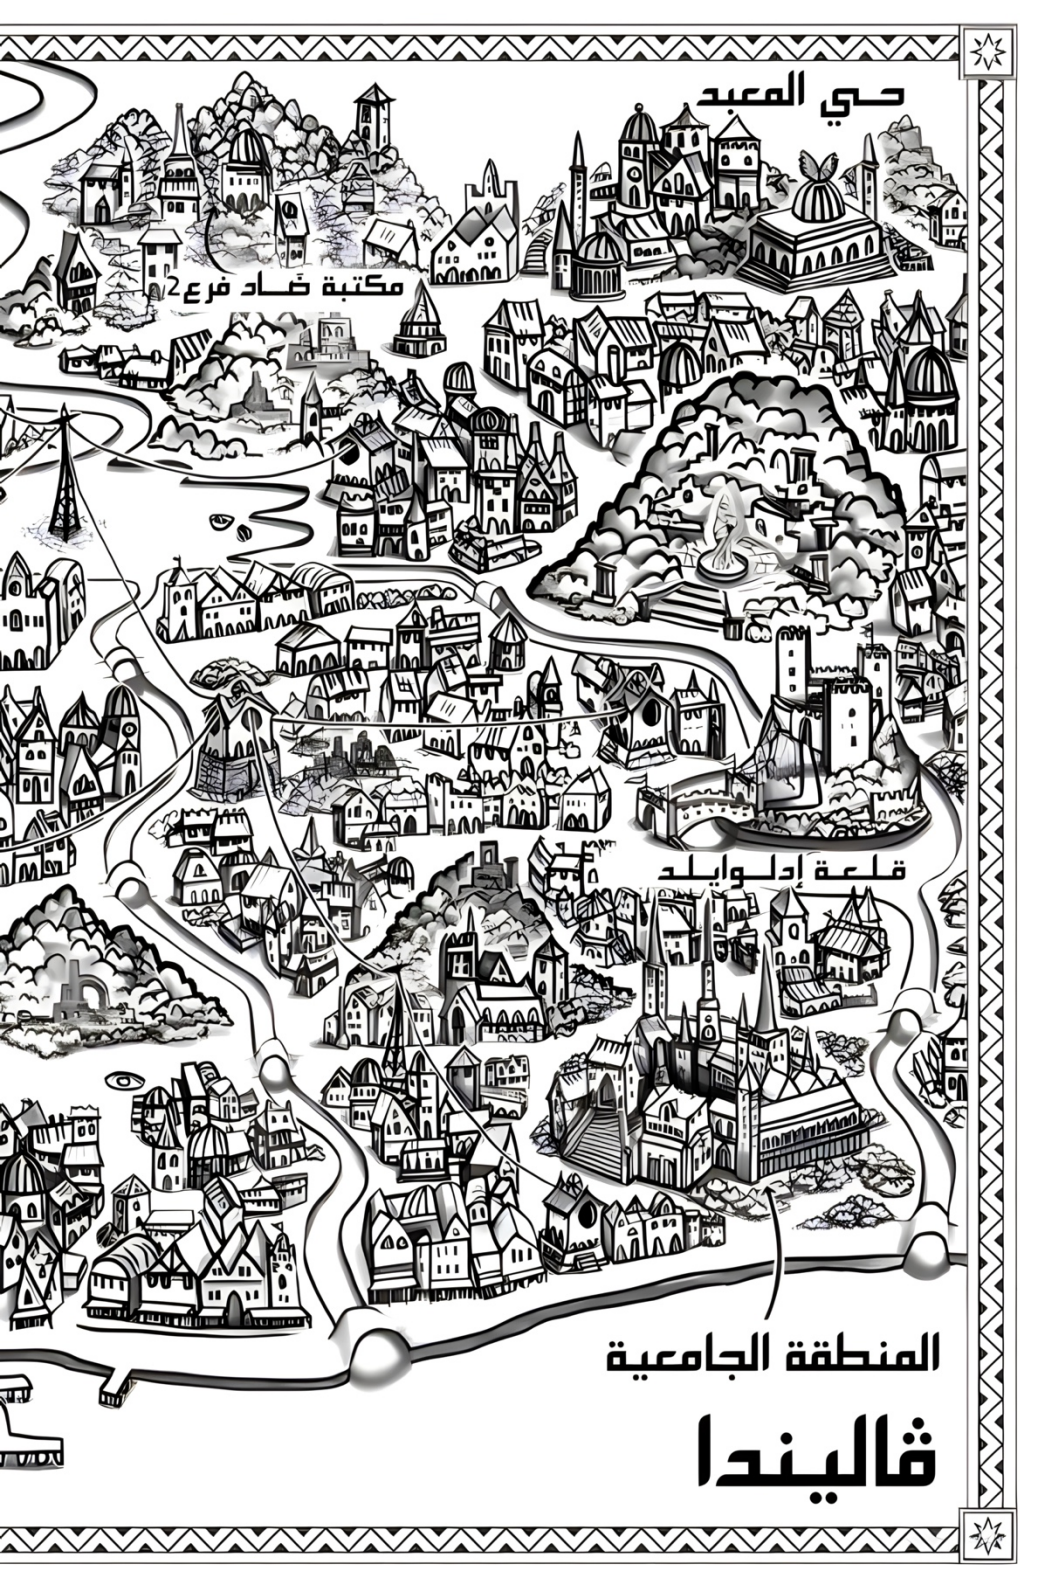 حي المعبد
مكتبة ضَاد فرع2
قلعة إدلوايلد
المنطقة الجامعية
ڤاليندا